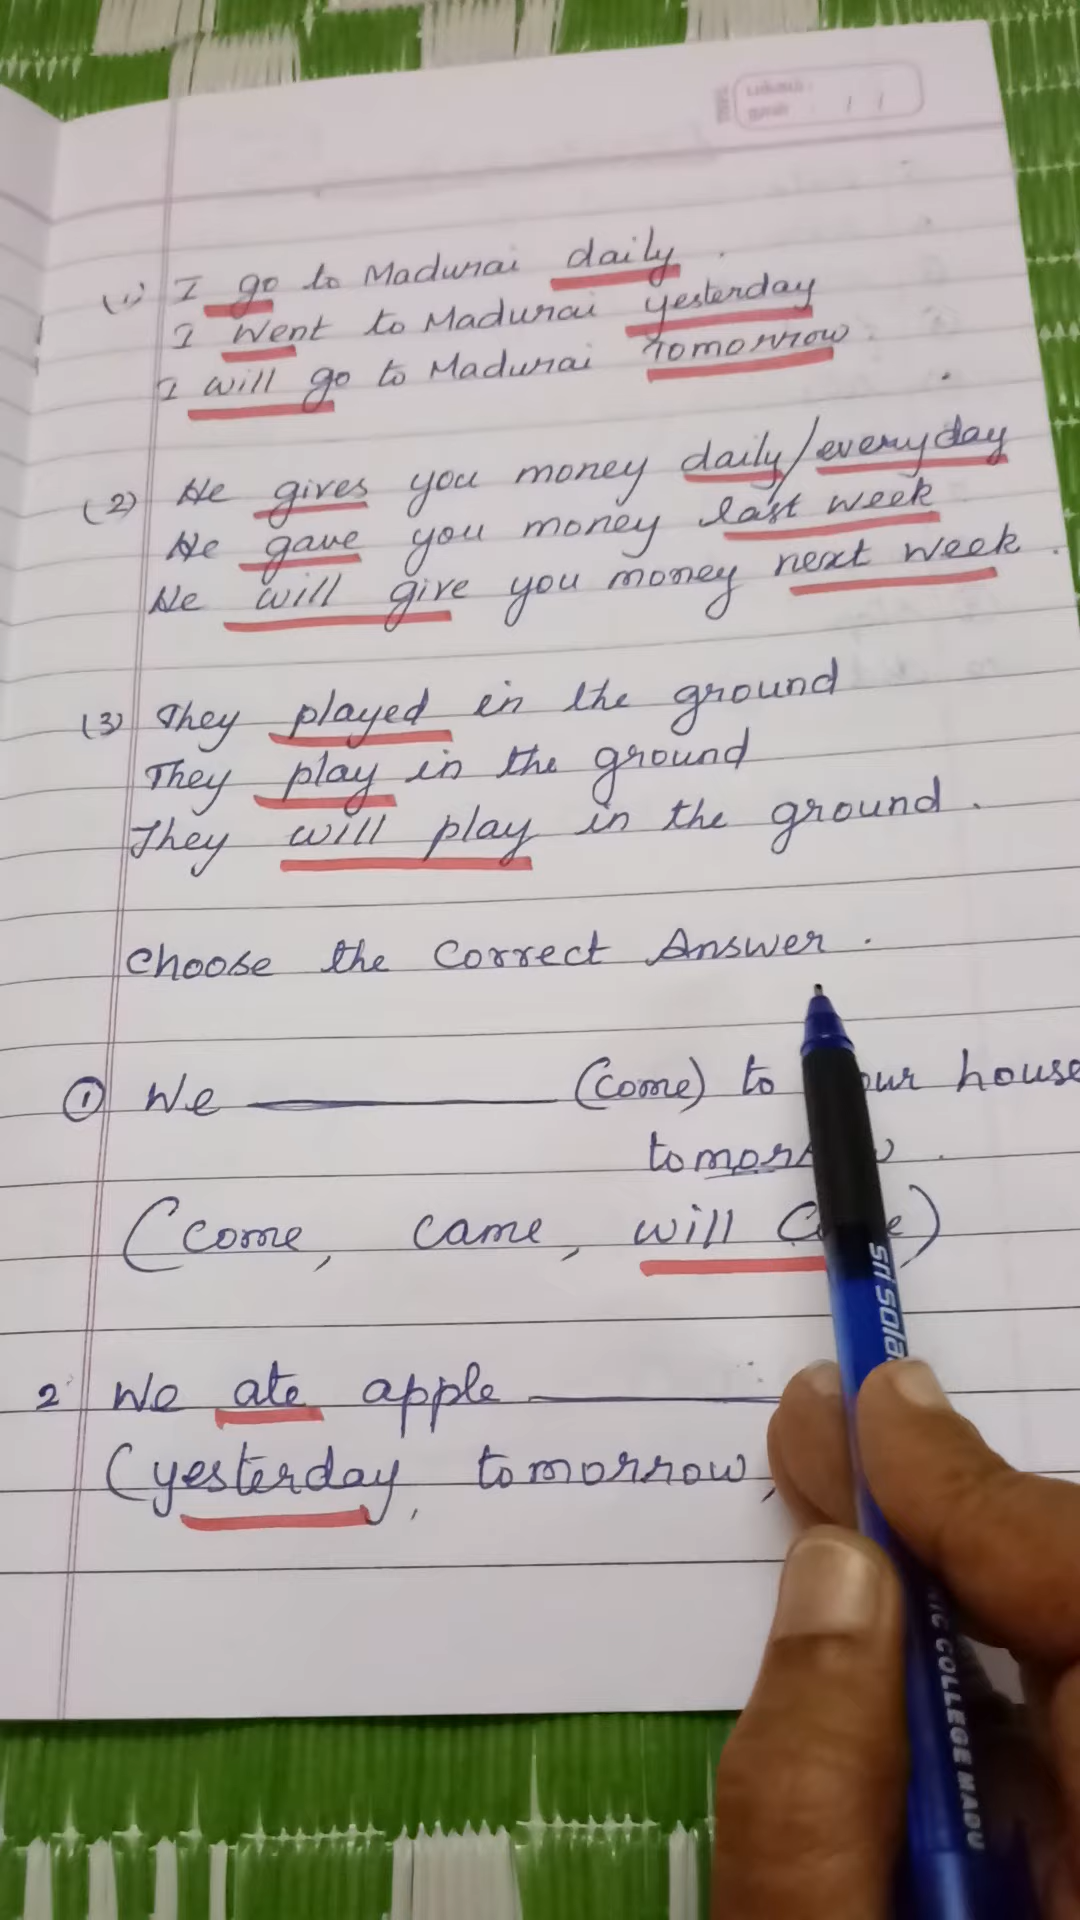 (1) I go to Madurai daily.
I went to Madurai yesterday
I will go to Madurai tomorrow.
(2) He gives you money daily/everyday
He gave you money last week
He will give you money next week.
(3) They played in the ground
They play in the ground
They will play in the ground.
Choose the Correct Answer.
① We ______ (Come) to house
(Come, came, will
2 We ate apple ______
(yesterday, tomorrow,